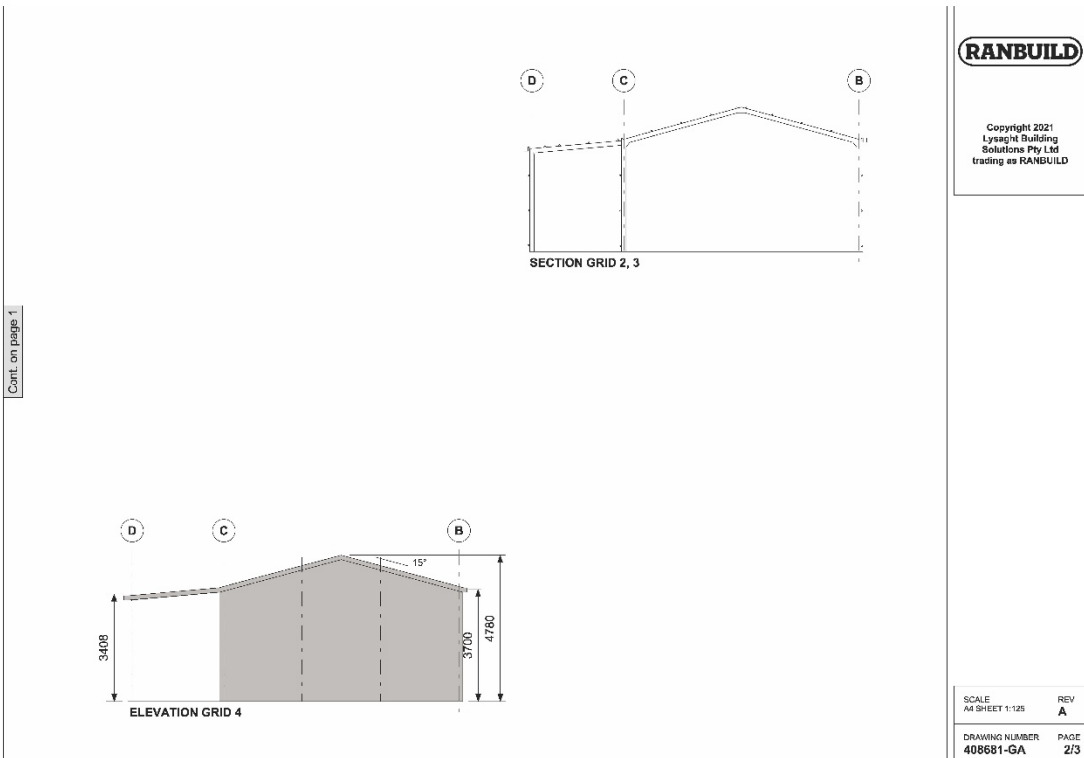 D
C
B
SECTION GRID 2, 3
Cont. on page 1
D
C
B
15°
3408
3700
4780
ELEVATION GRID 4
RANBUILD
Copyright 2021
Lysaght Building
Solutions Pty Ltd
trading as RANBUILD
SCALE
A4 SHEET 1:125
REV
A
DRAWING NUMBER
408681-GA
PAGE
2/3